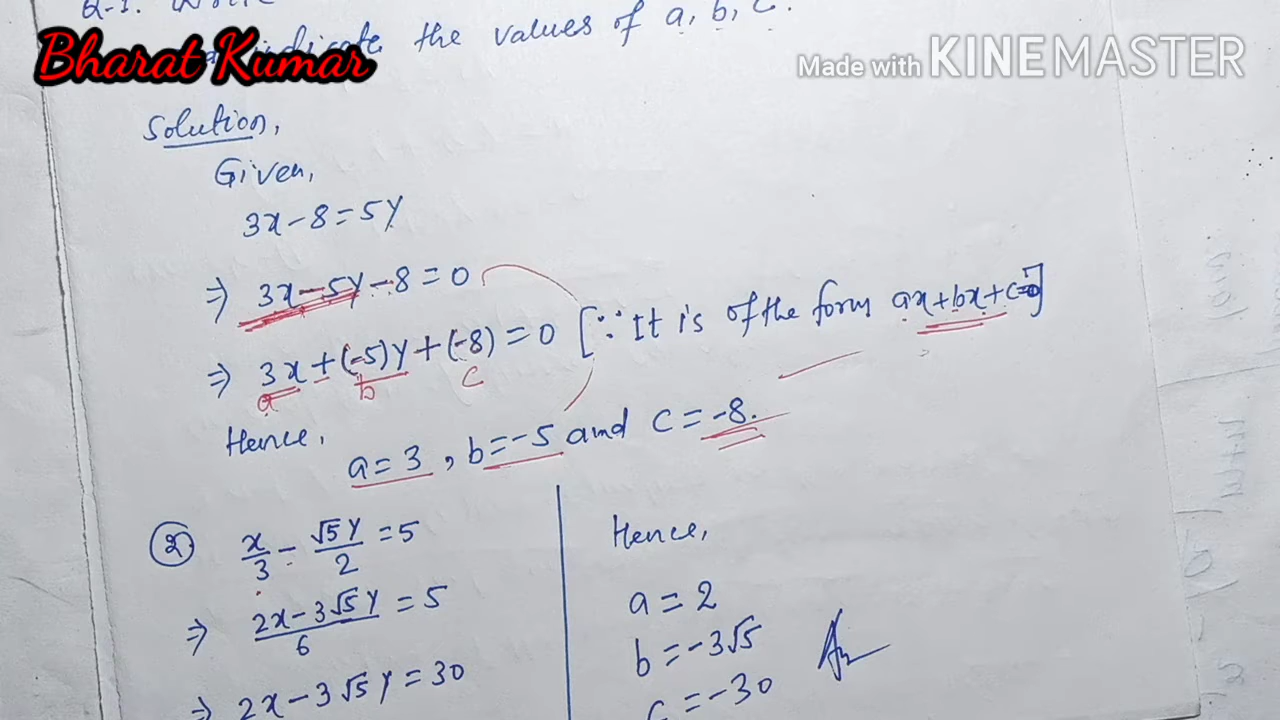 a, b, c.
indicate the values of
Bharat Kumar
Made with KINEMASTER
Solution,
Given,
3x - 8 = 5y
⇒ 3x - 5y - 8 = 0
⇒ 3x + (-5)y + (-8) = 0 [∵ It is of the form ax + bx + c = 0]
a b c
Hence,
a = 3, b = -5 and c = -8.
② x/3 - √5y/2 = 5
⇒ 2x - 3√5y/6 = 5
⇒ 2x - 3√5y = 30
Hence,
a = 2
b = -3√5
c = -30